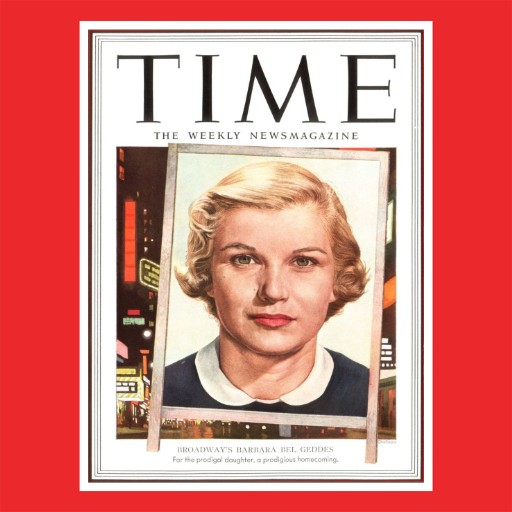 TIME
THE WEEKLY NEWSMAGAZINE
BROADWAY'S BARBARA BEL GEDDES
For the prodigal daughter, a prodigious homecoming.